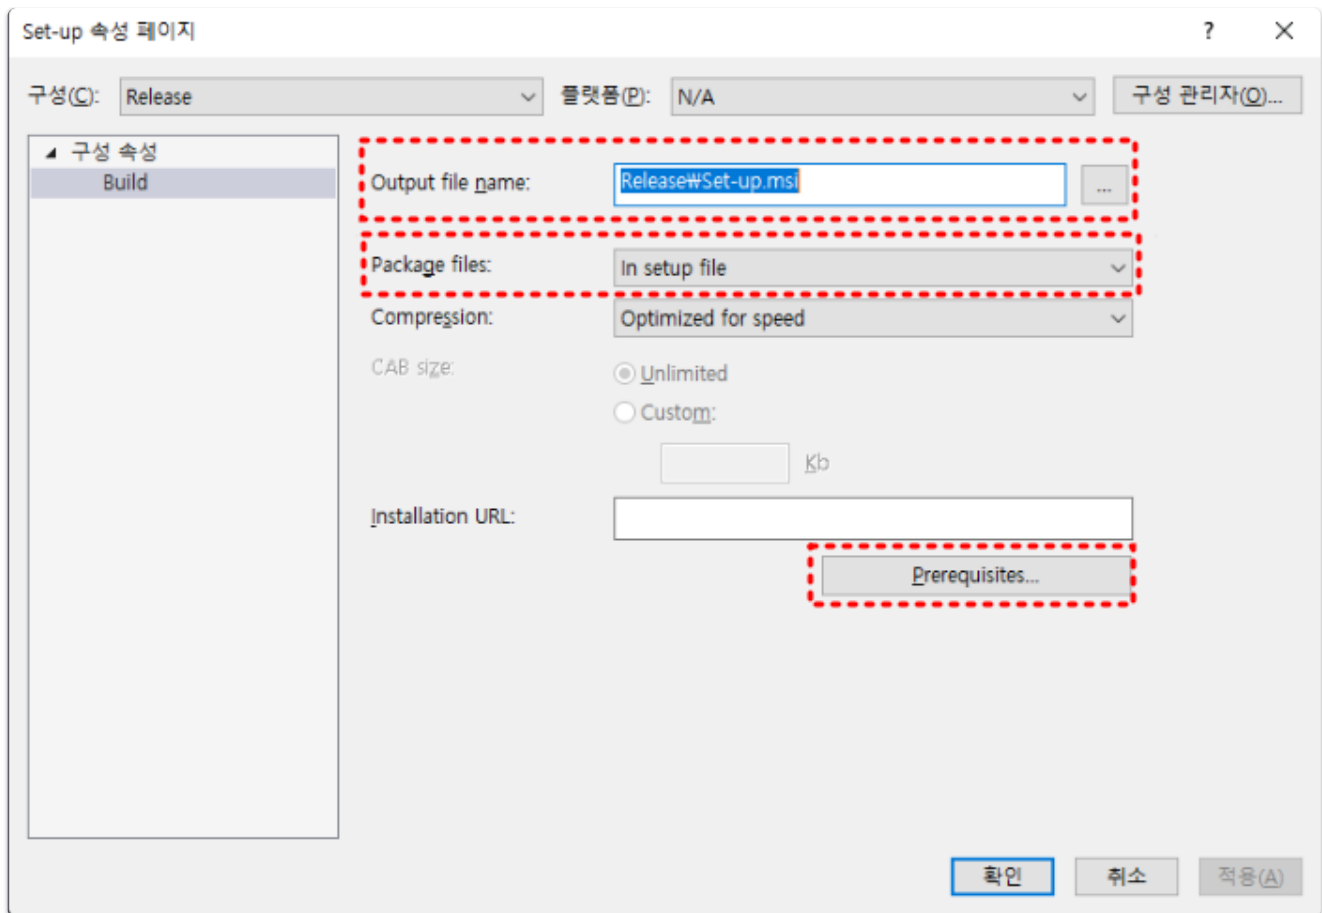 Set-up 속성 페이지
?
구성(C): Release 플랫폼(P): N/A 구성 관리자(O)...
구성 속성
Build
Output file name: Release₩Set-up.msi ...
Package files: In setup file
Compression: Optimized for speed
CAB size: Unlimited
Custom:
Kb
Installation URL:
Prerequisites...
확인 취소 적용(A)